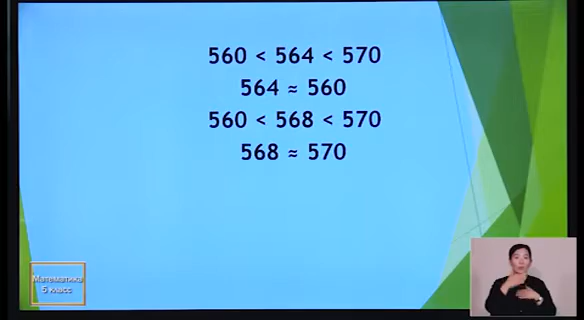 560 < 564 < 570
564 ≈ 560
560 < 568 < 570
568 ≈ 570
Математика
5 класс